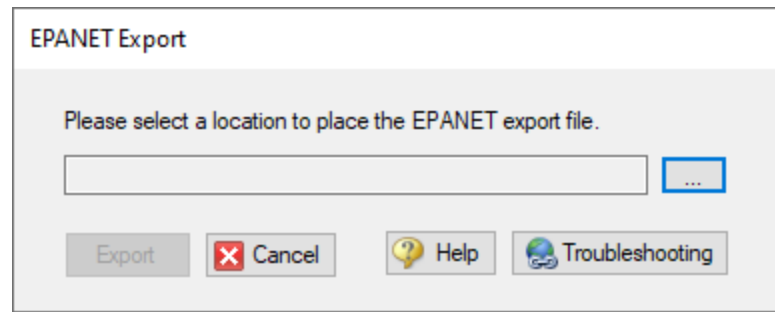 EPANET Export
Please select a location to place the EPANET export file.
...
Export Cancel Help Troubleshooting